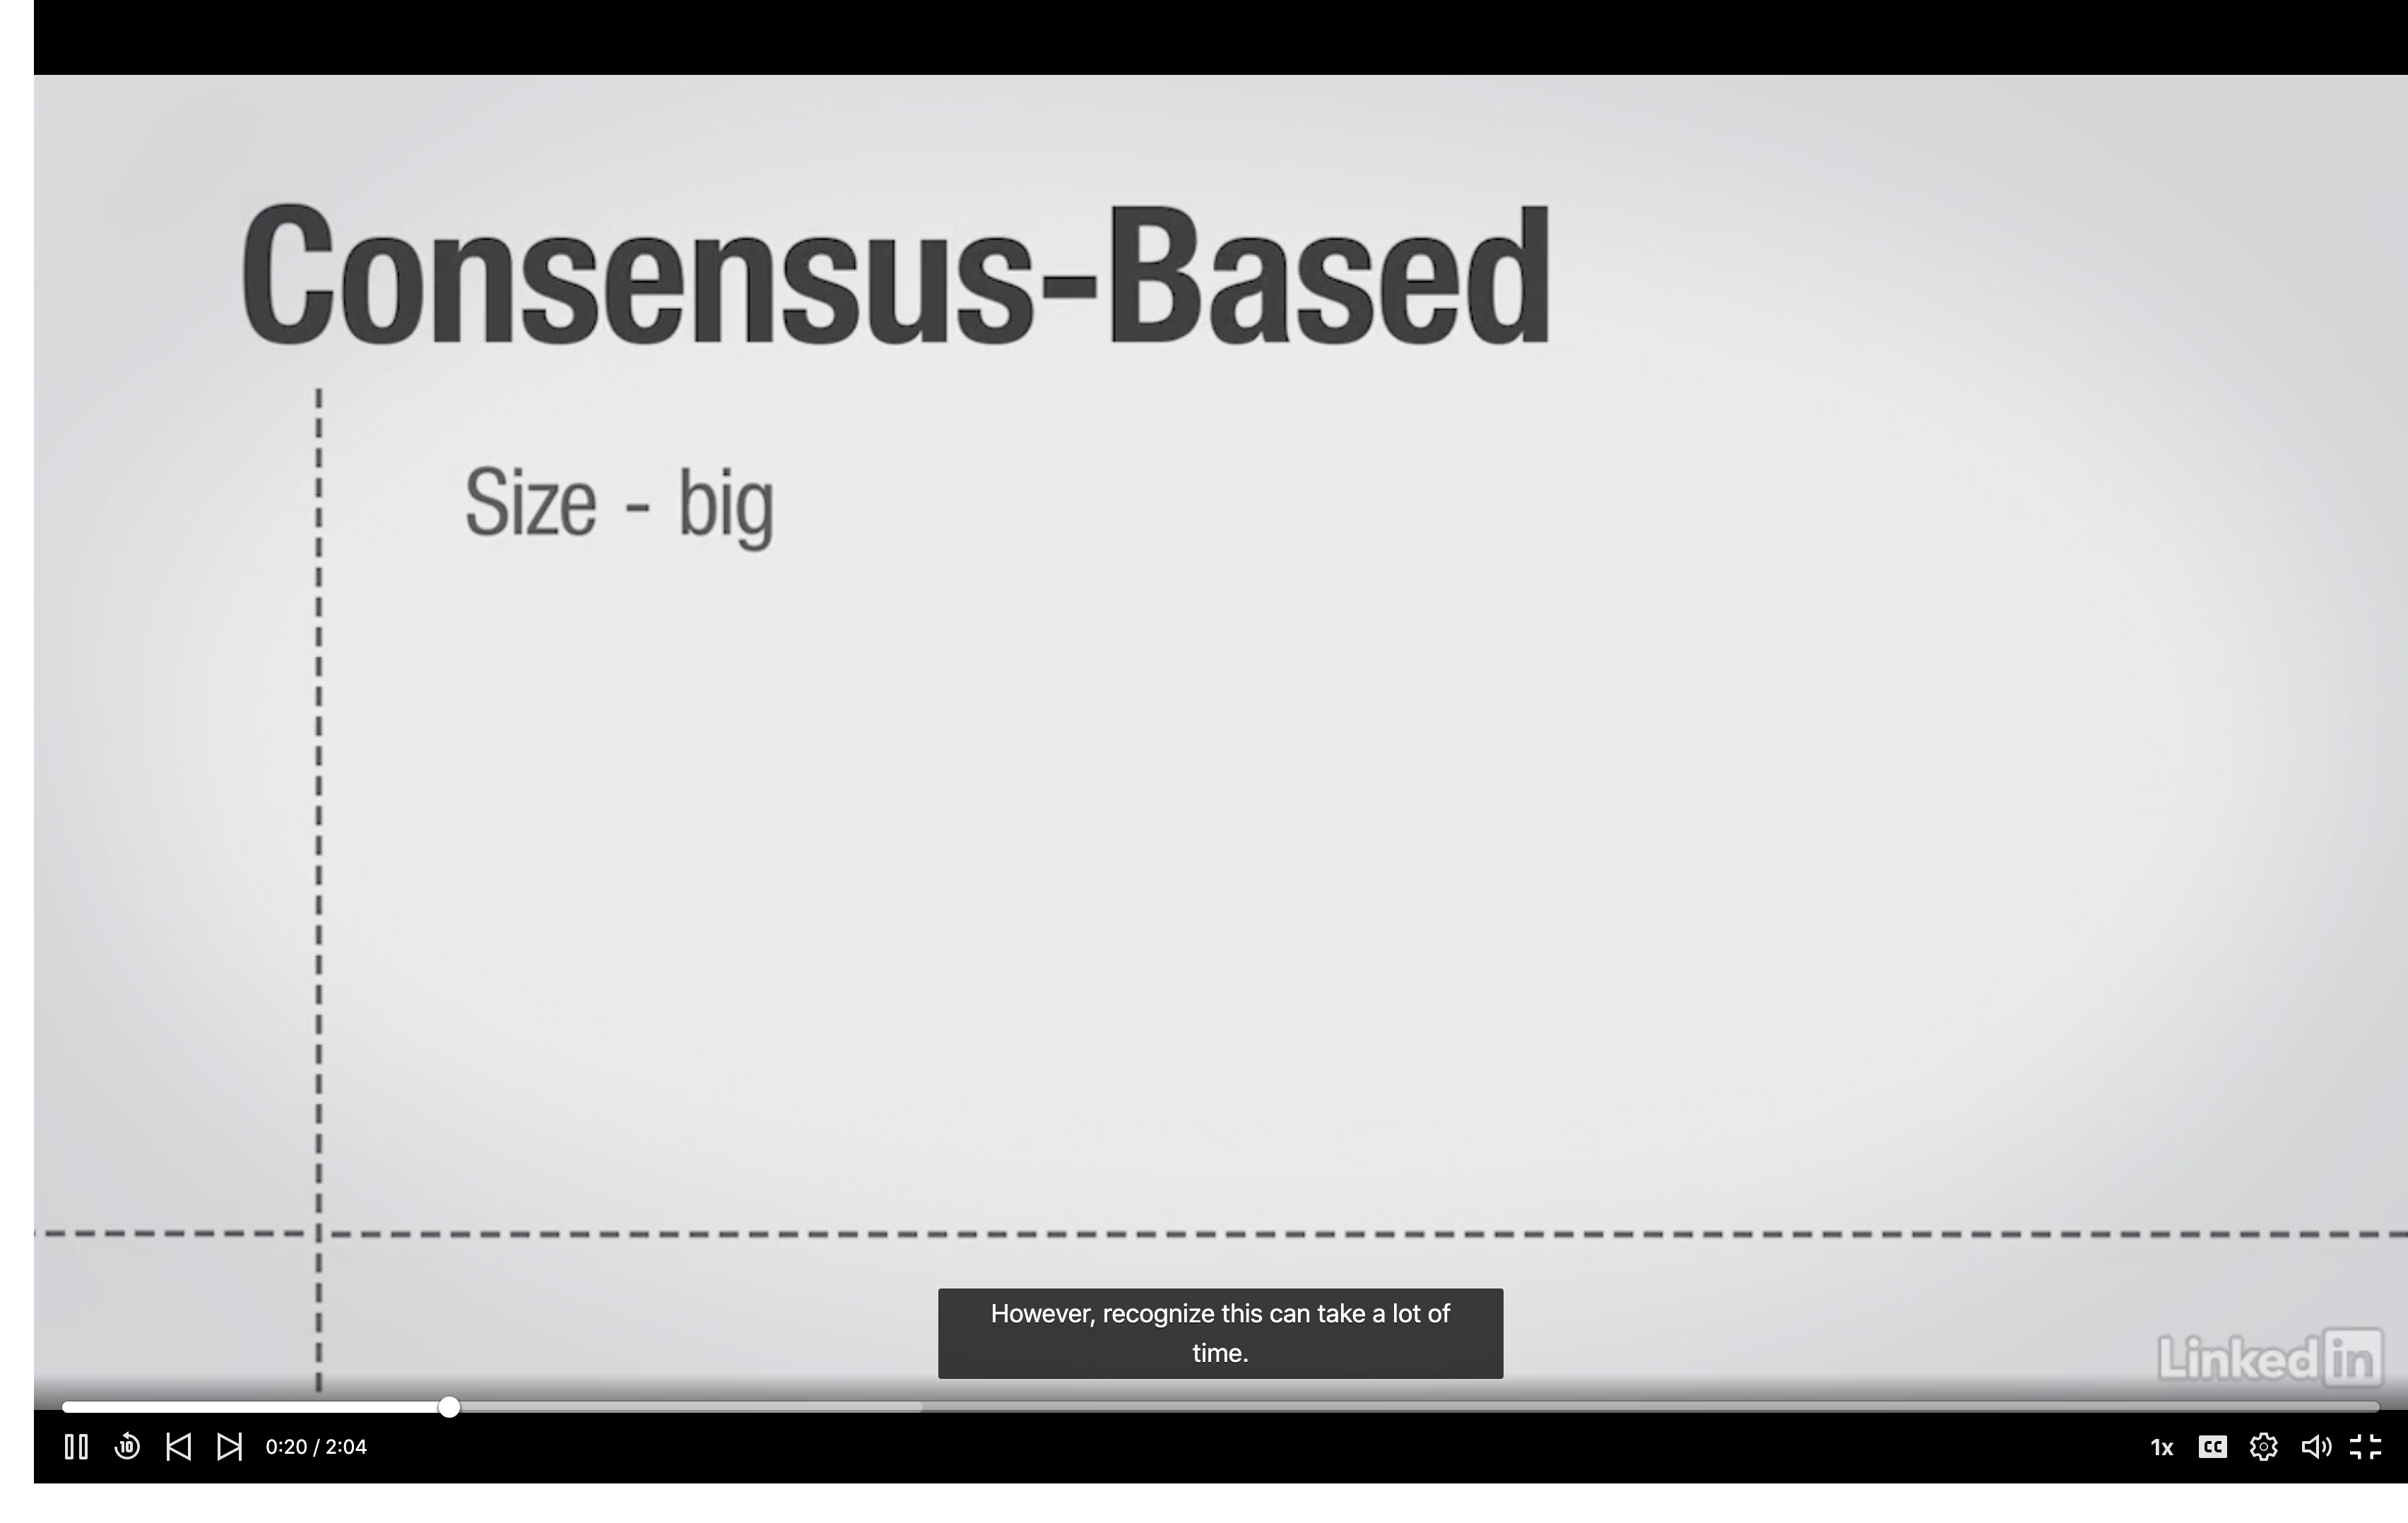 Consensus-Based
Size - big
However, recognize this can take a lot of
time.
LinkedIn
10
0:20 / 2:04
1x
CC